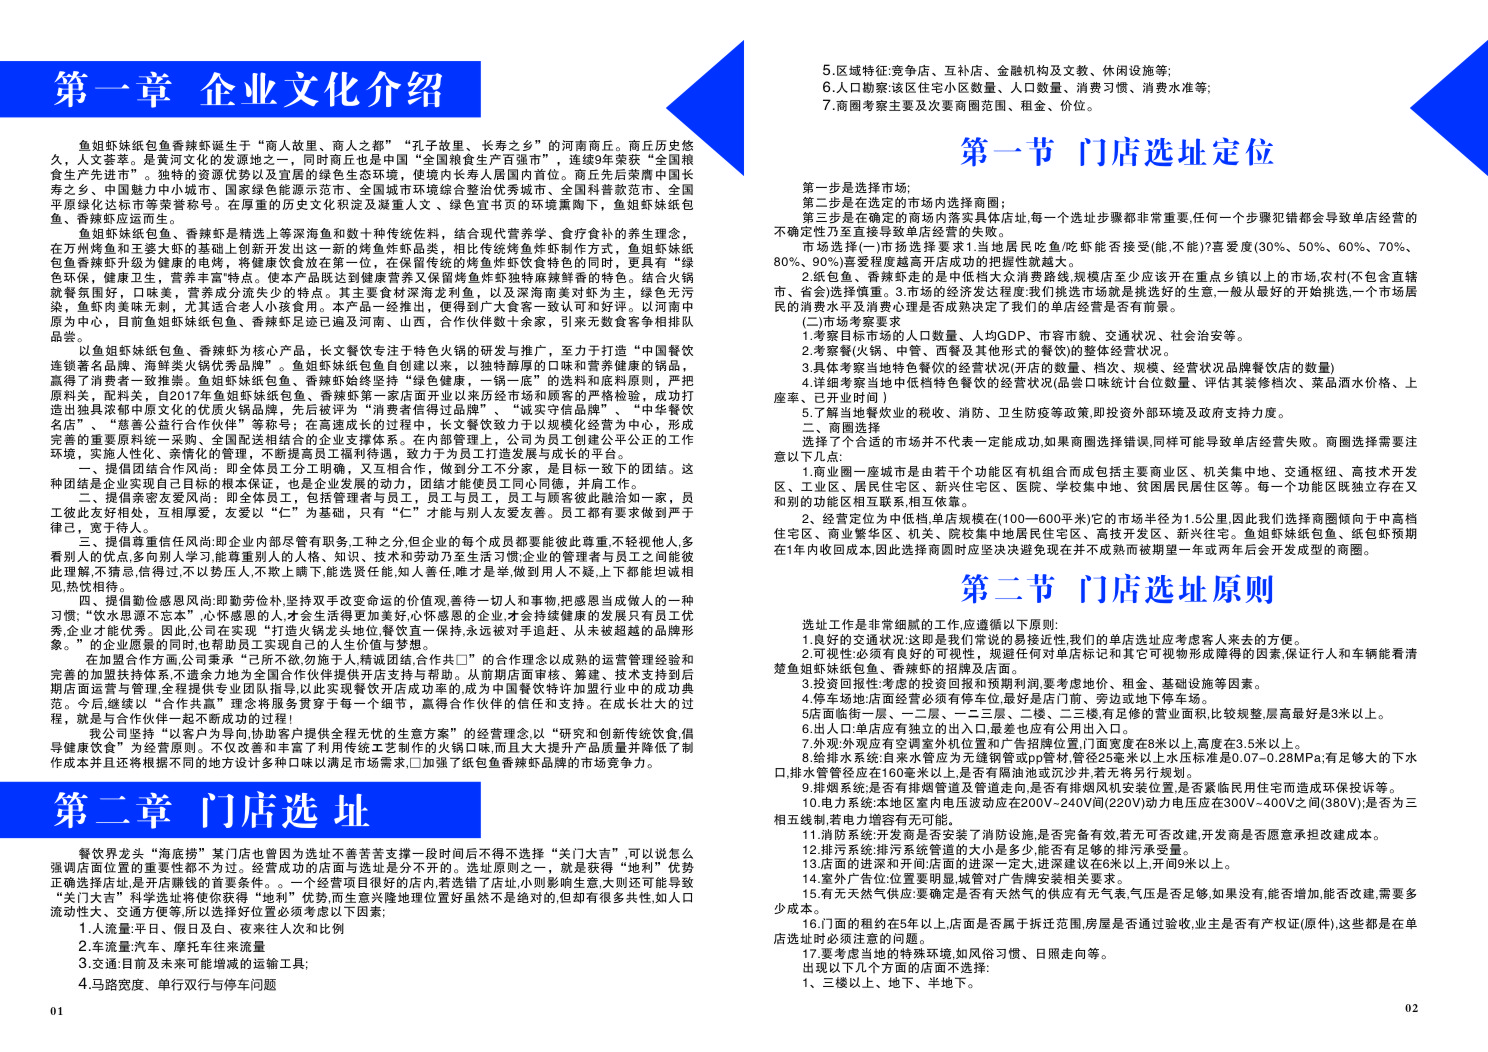 第一章 企业文化介绍
鱼姐虾妹纸包鱼香辣虾诞生于“商人故里、商人之都”“孔子故里、长寿之乡”的河南商丘。商丘历史悠
久，人文荟萃。是黄河文化的发源地之一，同时商丘也是中国“全国粮食生产百强市”，连续9年荣获“全国粮
食生产先进市”。独特的资源优势以及宜居的绿色生态环境，使境内长寿人居国内首位。商丘先后荣膺中国长
寿之乡、中国魅力中小城市、国家绿色能源示范市、全国城市环境综合整治优秀城市、全国科普款范市、全国
平原绿化达标市等荣誉称号。在厚重的历史文化积淀及凝重人文 、绿色宜书页的环境熏陶下，鱼姐虾妹纸包
鱼、香辣虾应运而生。
鱼姐虾妹纸包鱼、香辣虾是精选上等深海鱼和数十种传统佐料，结合现代营养学、食疗食补的养生理念，
在万州烤鱼和王婆大虾的基础上创新开发出这一新的烤鱼炸虾品类，相比传统烤鱼炸虾制作方式，鱼姐虾妹纸
包鱼香辣虾升级为健康的电烤，将健康饮食放在第一位，在保留传统的烤鱼炸虾饮食特色的同时，更具有“绿
色环保，健康卫生，营养丰富"特点。使本产品既达到健康营养又保留烤鱼炸虾独特麻辣鲜香的特色。结合火锅
就餐氛围好，口味美，营养成分流失少的特点。其主要食材深海龙利鱼，以及深海南美对虾为主，绿色无污
染，鱼虾肉美味无刺，尤其适合老人小孩食用。本产品一经推出，便得到广大食客一致认可和好评。以河南中
原为中心，目前鱼姐虾妹纸包鱼、香辣虾足迹已遍及河南、山西，合作伙伴数十余家，引来无数食客争相排队
品尝。
以鱼姐虾妹纸包鱼、香辣虾为核心产品，长文餐饮专注于特色火锅的研发与推广，至力于打造“中国餐饮
连锁著名品牌、海鲜类火锅优秀品牌”。鱼姐虾妹纸包鱼自创建以来，以独特醇厚的口味和营养健康的锅品，
赢得了消费者一致推崇。鱼姐虾妹纸包鱼、香辣虾始终坚持“绿色健康，一锅一底”的选料和底料原则，严把
原料关，配料关，自2017年鱼姐虾妹纸包鱼、香辣虾第一家店面开业以来历经市场和顾客的严格检验，成功打
造出独具浓郁中原文化的优质火锅品牌，先后被评为“消费者信得过品牌”、“诚实守信品牌”、“中华餐饮
名店”、“慈善公益行合作伙伴”等称号；在高速成长的过程中，长文餐饮致力于以规模化经营为中心，形成
完善的重要原料统一采购、全国配送相结合的企业支撑体系。在内部管理上，公司为员工创建公平公正的工作
环境，实施人性化、亲情化的管理，不断提高员工福利待遇，致力于为员工打造发展与成长的平台。
一、提倡团结合作风尚：即全体员工分工明确，又互相合作，做到分工不分家，是目标一致下的团结。这
种团结是企业实现自己目标的根本保证，也是企业发展的动力，团结才能使员工同心同德，并肩工作。
二、提倡亲密友爱风尚：即全体员工，包括管理者与员工，员工与员工，员工与顾客彼此融洽如一家，员
工彼此友好相处，互相厚爱，友爱以“仁”为基础，只有“仁”才能与别人友爱友善。员工都有要求做到严于
律己，宽于待人。
三、提倡尊重信任风尚:即企业内部尽管有职务,工种之分,但企业的每个成员都要能彼此尊重,不轻视他人,多
看别人的优点,多向别人学习,能尊重别人的人格、知识、技术和劳动乃至生活习惯;企业的管理者与员工之间能彼
此理解,不猜忌,信得过,不以势压人,不欺上瞒下,能选贤任能,知人善任,唯才是举,做到用人不疑,上下都能坦诚相
见,热忱相待。
四、提倡勤俭感恩风尚:即勤劳俭朴,坚持双手改变命运的价值观,善待一切人和事物,把感恩当成做人的一种
习惯;“饮水思源不忘本”,心怀感恩的人,才会生活得更加美好,心怀感恩的企业,才会持续健康的发展只有员工优
秀,企业才能优秀。因此,公司在实现“打造火锅龙头地位,餐饮直一保持,永远被对手追赶、从未被超越的品牌形
象。”的企业愿景的同时,也帮助员工实现自己的人生价值与梦想。
在加盟合作方画,公司秉承“己所不欲,勿施于人,精诚团结,合作共□”的合作理念以成熟的运营管理经验和
完善的加盟扶持体系,不遗余力地为全国合作伙伴提供开店支持与帮助。从前期店面审核、筹建、技术支持到后
期店面运营与管理,全程提供专业团队指导,以此实现餐饮开店成功率的,成为中国餐饮特许加盟行业中的成功典
范。今后,继续以“合作共赢”理念将服务贯穿于每一个细节，赢得合作伙伴的信任和支持。在成长壮大的过
程，就是与合作伙伴一起不断成功的过程！
我公司坚持“以客户为导向,协助客户提供全程无忧的生意方案”的经营理念,以“研究和创新传统饮食,倡
导健康饮食”为经营原则。不仅改善和丰富了利用传统工艺制作的火锅口味,而且大大提升产品质量并降低了制
作成本并且还将根据不同的地方设计多种口味以满足市场需求,□加强了纸包鱼香辣虾品牌的市场竞争力。
第二章 门店选 址
餐饮界龙头“海底捞”某门店也曾因为选址不善苦苦支撑一段时间后不得不选择“关门大吉”,可以说怎么
强调店面位置的重要性都不为过。经营成功的店面与选址是分不开的。选址原则之一，就是获得“地利”优势
正确选择店址,是开店赚钱的首要条件。。一个经营项目很好的店内,若选错了店址,小则影响生意,大则还可能导致
“关门大吉”科学选址将使你获得“地利”优势,而生意兴隆地理位置好虽然不是绝对的,但却有很多共性,如人口
流动性大、交通方便等,所以选择好位置必须考虑以下因素;
1.人流量:平日、假日及白、夜来往人次和比例
2.车流量:汽车、摩托车往来流量
3.交通:目前及未来可能增减的运输工具;
4.马路宽度、单行双行与停车问题
01
5.区域特征:竞争店、互补店、金融机构及文教、休闲设施等;
6.人口勘察:该区住宅小区数量、人口数量、消费习惯、消费水准等;
7.商圈考察主要及次要商圈范围、租金、价位。
第一节 门店选址定位
第一步是选择市场;
第二步是在选定的市场内选择商圈；
第三步是在确定的商场内落实具体店址,每一个选址步骤都非常重要,任何一个步骤犯错都会导致单店经营的
不确定性乃至直接导致单店经营的失败。
市场选择(一)市场选择要求1.当地居民吃鱼/吃虾能否接受(能,不能)?喜爱度(30%、50%、60%、70%、
80%、90%)喜爱程度越高开店成功的把握性就越大。
2.纸包鱼、香辣虾走的是中低档大众消费路线,规模店至少应该开在重点乡镇以上的市场,农村(不包含直辖
市、省会)选择慎重。3.市场的经济发达程度:我们挑选市场就是挑选好的生意,一般从最好的开始挑选,一个市场居
民的消费水平及消费心理是否成熟决定了我们的单店经营是否有前景。
(二)市场考察要求
1.考察目标市场的人口数量、人均GDP、市容市貌、交通状况、社会治安等。
2.考察餐(火锅、中管、西餐及其他形式的餐饮)的整体经营状况。
3.具体考察当地特色餐饮的经营状况(开店的数量、档次、规模、经营状况品牌餐饮店的数量)
4.详细考察当地中低档特色餐饮的经营状况(品尝口味统计台位数量、评估其装修档次、菜品酒水价格、上
座率、已开业时间 )
5.了解当地餐炊业的税收、消防、卫生防疫等政策,即投资外部环境及政府支持力度。
二、商圈选择
选择了个合适的市场并不代表一定能成功,如果商圈选择错误,同样可能导致单店经营失败。商圈选择需要注
意以下几点:
1.商业圈一座城市是由若干个功能区有机组合而成包括主要商业区、机关集中地、交通枢纽、高技术开发
区、工业区、居民住宅区、新兴住宅区、医院、学校集中地、贫困居民居住区等。每一个功能区既独立存在又
和别的功能区相互联系,相互依靠。
2、经营定位为中低档,单店规模在(100—600平米)它的市场半径为1.5公里,因此我们选择商圈倾向于中高档
住宅区、商业繁华区、机关、院校集中地居民住宅区、高技开发区、新兴往宅。鱼姐虾妹纸包鱼、纸包虾预期
在1年内收回成本,因此选择商圆时应坚决决避免现在并不成熟而被期望一年或两年后会开发成型的商圈。
第二节 门店选址原则
选址工作是非常细腻的工作,应遵循以下原则:
1.良好的交通状况:这即是我们常说的易接近性,我们的单店选址应考虑客人来去的方便。
2.可视性:必须有良好的可视性，规避任何对单店标记和其它可视物形成障得的因素,保证行人和车辆能看清
楚鱼姐虾妹纸包鱼、香辣虾的招牌及店面。
3.投资回报性:考虑的投资回报和预期利润,要考虑地价、租金、基础设施等因素。
4.停车场地:店面经营必须有停车位,最好是店门前、旁边或地下停车场。
5店面临街一层、一二层、一二三层、二楼、二三楼,有足修的营业面积,比较规整,层高最好是3米以上。
6.出人口:单店应有独立的出入口,最差也应有公用出入口。
7.外观:外观应有空调室外机位置和广告招牌位置,门面宽度在8米以上,高度在3.5米以上。
8.给排水系统:自来水管应为无缝钢管或pp管材,管径25毫米以上水压标准是0.07-0.28MPa;有足够大的下水
口,排水管管径应在160毫米以上,是否有隔油池或沉沙井,若无将另行规划。
9.排烟系统:是否有排烟管道及管道走向,是否有排烟风机安装位置,是否紧临民用住宅而造成环保投诉等。
10.电力系统:本地区室内电压波动应在200V~240V间(220V)动力电压应在300V~400V之间(380V);是否为三
相五线制,若电力增容有无可能。
11.消防系统:开发商是否安装了消防设施,是否完备有效,若无可否改建,开发商是否愿意承担改建成本。
12.排污系统:排污系统管道的大小是多少,能否有足够的排污承受量。
13.店面的进深和开间:店面的进深一定大,进深建议在6米以上,开间9米以上。
14.室外广告位:位置要明显,城管对广告牌安装相关要求。
15.有无天然气供应:要确定是否有天然气的供应有无气表,气压是否足够,如果没有,能否增加,能否改建,需要多
少成本。
16.门面的租约在5年以上,店面是否属于拆迁范围,房屋是否通过验收,业主是否有产权证(原件),这些都是在单
店选址时必须注意的问题。
17.要考虑当地的特殊环境,如风俗习惯、日照走向等。
出现以下几个方面的店面不选择:
1、三楼以上、地下、半地下。
02